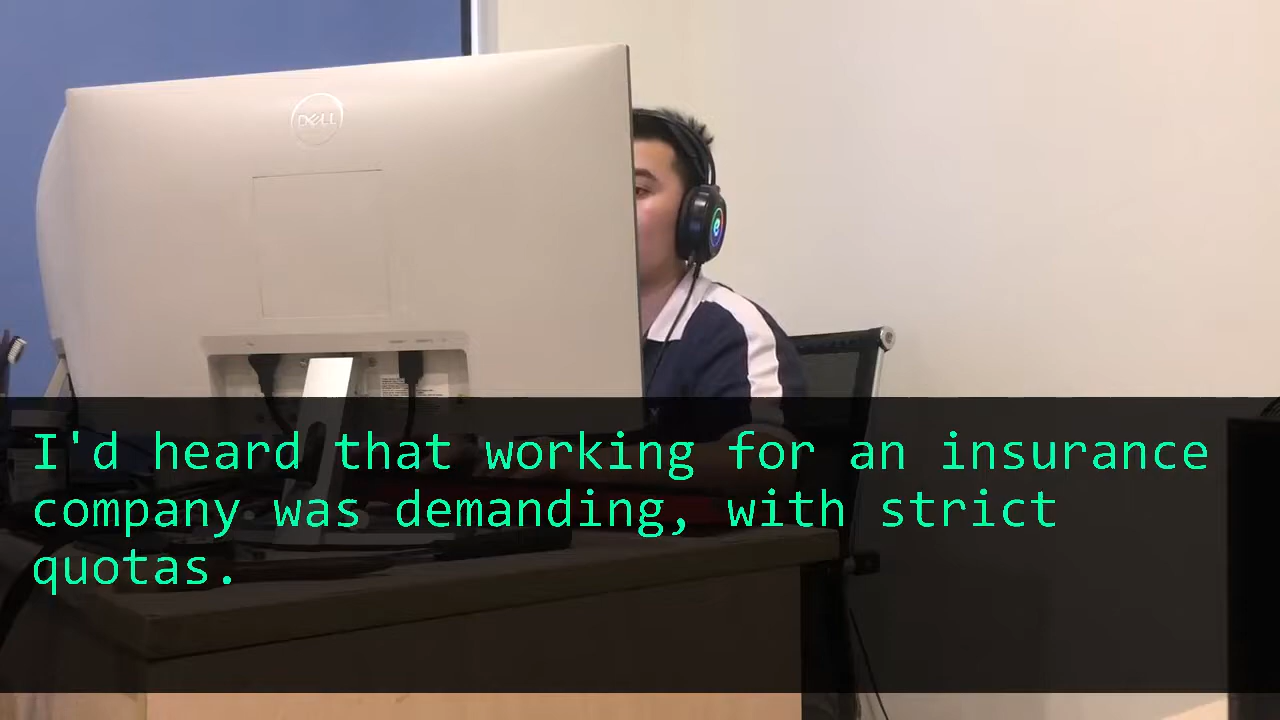 DELL
I'd heard that working for an insurance
company was demanding, with strict
quotas.